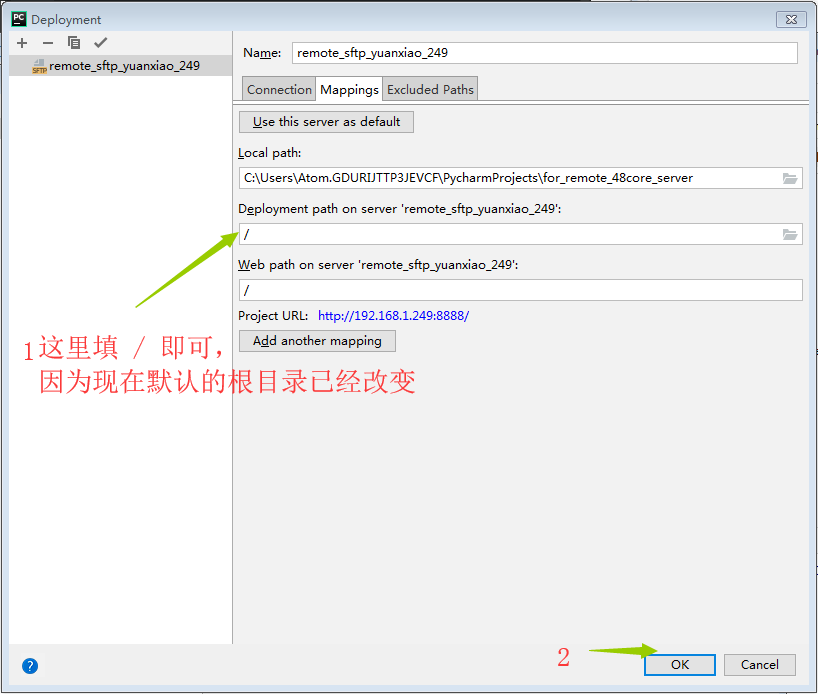 PC Deployment
SFTP remote_sftp_yuanxiao_249
Name: remote_sftp_yuanxiao_249
Connection Mappings Excluded Paths
Use this server as default
Local path:
C:\Users\Atom.GDURIJTTP3JEVCF\PycharmProjects\for_remote_48core_server
Deployment path on server 'remote_sftp_yuanxiao_249':
/
Web path on server 'remote_sftp_yuanxiao_249':
/
Project URL: http://192.168.1.249:8888/
Add another mapping
1这里填 / 即可,
因为现在默认的根目录已经改变
? 2 OK Cancel